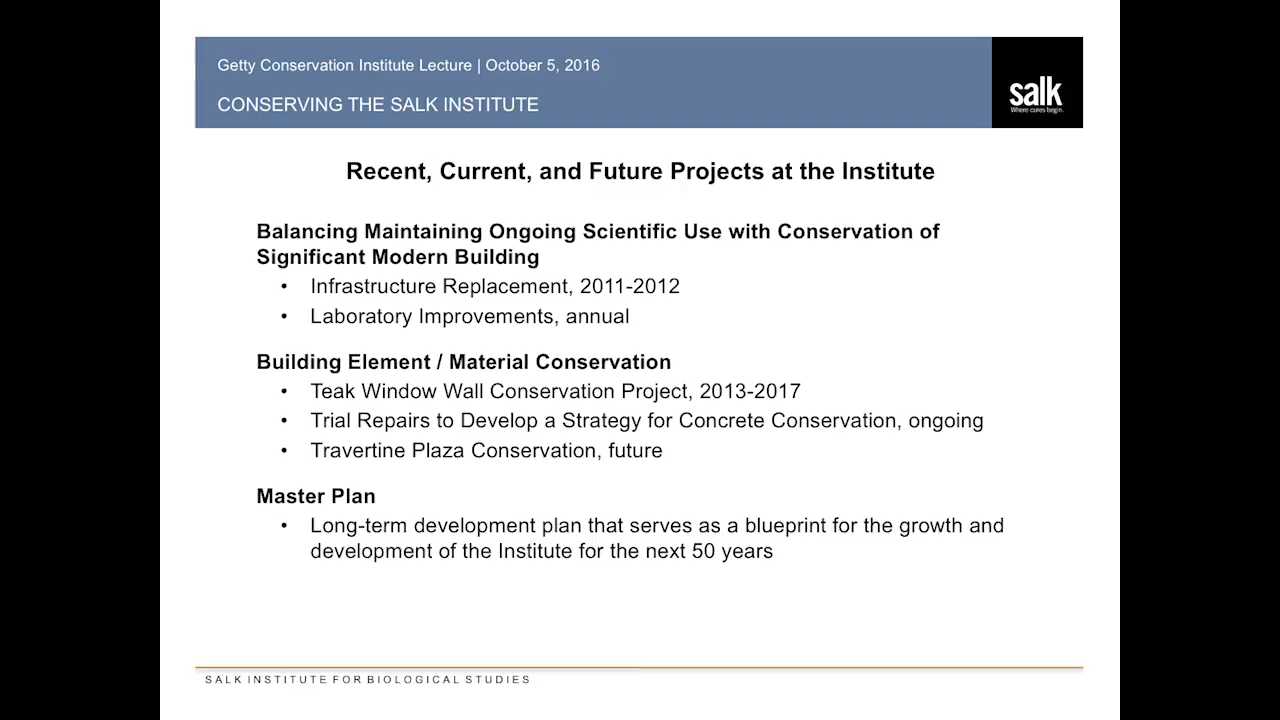 Getty Conservation Institute Lecture | October 5, 2016
CONSERVING THE SALK INSTITUTE
salk
Where cures begin.
Recent, Current, and Future Projects at the Institute
Balancing Maintaining Ongoing Scientific Use with Conservation of
Significant Modern Building
• Infrastructure Replacement, 2011-2012
• Laboratory Improvements, annual
Building Element / Material Conservation
• Teak Window Wall Conservation Project, 2013-2017
• Trial Repairs to Develop a Strategy for Concrete Conservation, ongoing
• Travertine Plaza Conservation, future
Master Plan
• Long-term development plan that serves as a blueprint for the growth and
development of the Institute for the next 50 years
SALK INSTITUTE FOR BIOLOGICAL STUDIES